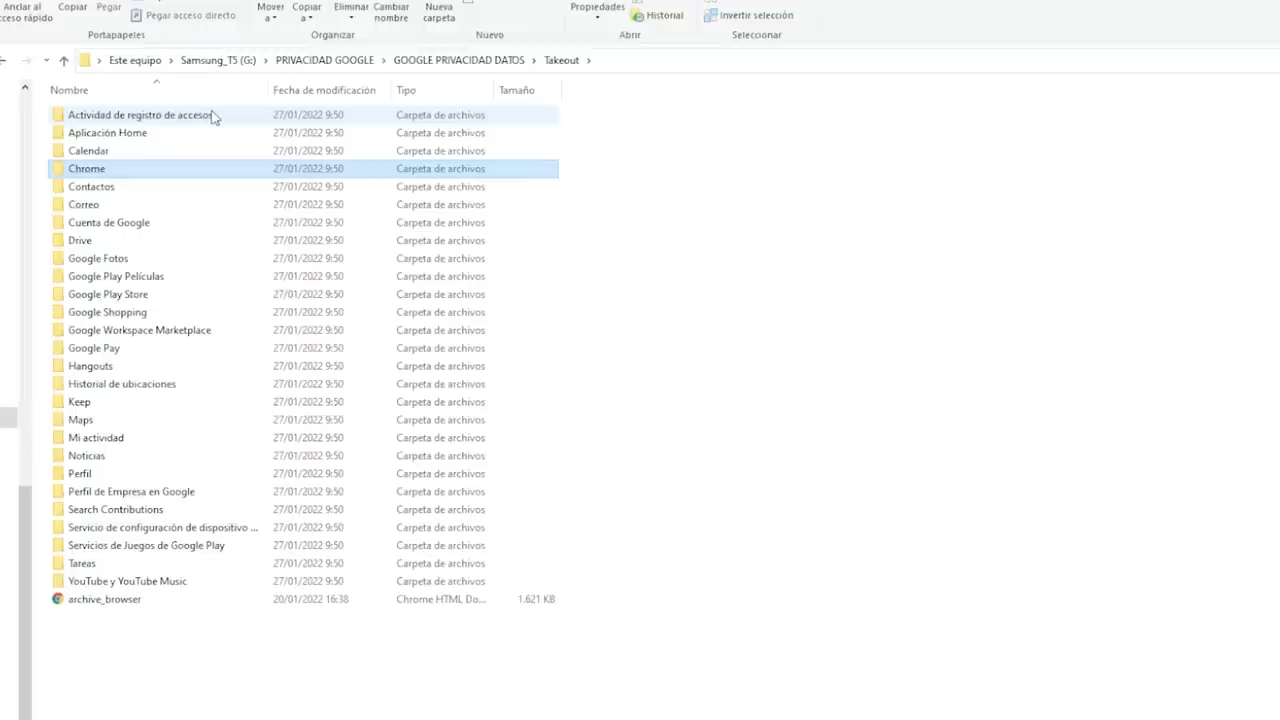 Anclar al
acceso rápido
Copiar
Pegar
Pegar acceso directo
Portapapeles
Mover
a
Copiar
a
Eliminar
Cambiar
nombre
Organizar
Nueva
carpeta
Nuevo
Propiedades
Historial
Abrir
Invertir selección
Seleccionar
Este equipo > Samsung_T5 (G:) > PRIVACIDAD GOOGLE > GOOGLE PRIVACIDAD DATOS > Takeout >
Nombre Fecha de modificación Tipo Tamaño
Actividad de registro de accesos 27/01/2022 9:50 Carpeta de archivos
Aplicación Home 27/01/2022 9:50 Carpeta de archivos
Calendar 27/01/2022 9:50 Carpeta de archivos
Chrome 27/01/2022 9:50 Carpeta de archivos
Contactos 27/01/2022 9:50 Carpeta de archivos
Correo 27/01/2022 9:50 Carpeta de archivos
Cuenta de Google 27/01/2022 9:50 Carpeta de archivos
Drive 27/01/2022 9:50 Carpeta de archivos
Google Fotos 27/01/2022 9:50 Carpeta de archivos
Google Play Películas 27/01/2022 9:50 Carpeta de archivos
Google Play Store 27/01/2022 9:50 Carpeta de archivos
Google Shopping 27/01/2022 9:50 Carpeta de archivos
Google Workspace Marketplace 27/01/2022 9:50 Carpeta de archivos
Google Pay 27/01/2022 9:50 Carpeta de archivos
Hangouts 27/01/2022 9:50 Carpeta de archivos
Historial de ubicaciones 27/01/2022 9:50 Carpeta de archivos
Keep 27/01/2022 9:50 Carpeta de archivos
Maps 27/01/2022 9:50 Carpeta de archivos
Mi actividad 27/01/2022 9:50 Carpeta de archivos
Noticias 27/01/2022 9:50 Carpeta de archivos
Perfil 27/01/2022 9:50 Carpeta de archivos
Perfil de Empresa en Google 27/01/2022 9:50 Carpeta de archivos
Search Contributions 27/01/2022 9:50 Carpeta de archivos
Servicio de configuración de dispositivo ... 27/01/2022 9:50 Carpeta de archivos
Servicios de Juegos de Google Play 27/01/2022 9:50 Carpeta de archivos
Tareas 27/01/2022 9:50 Carpeta de archivos
YouTube y YouTube Music 27/01/2022 9:50 Carpeta de archivos
archive_browser 20/01/2022 16:38 Chrome HTML Do... 1.621 KB